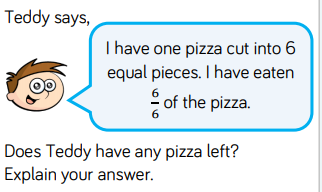 Teddy says,
I have one pizza cut into 6
equal pieces. I have eaten
6/6 of the pizza.
Does Teddy have any pizza left?
Explain your answer.